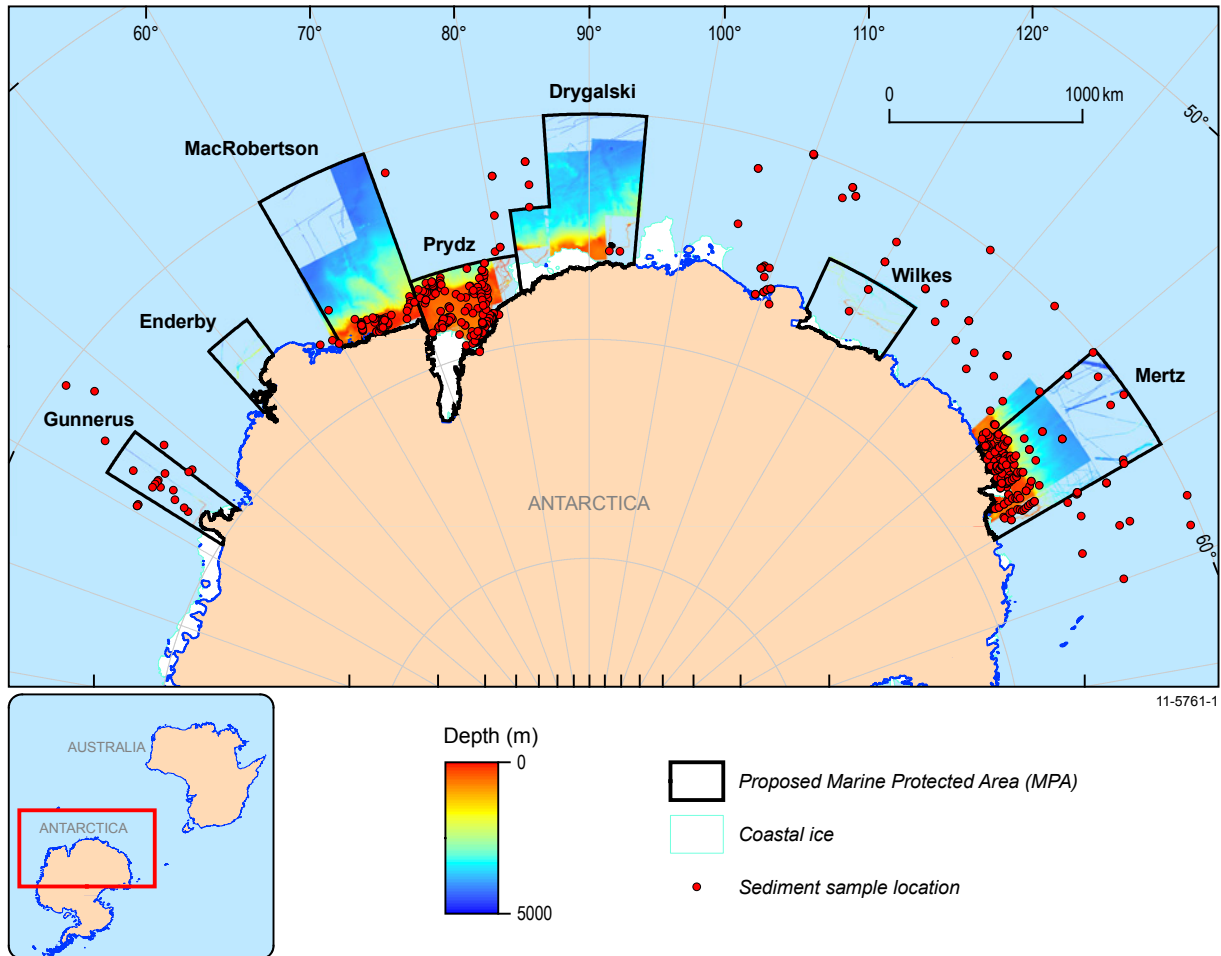 60°
70°
80°
90°
100°
110°
120°
Drygalski
0
1000 km
50°
MacRobertson
Prydz
Wilkes
Enderby
Mertz
Gunnerus
ANTARCTICA
60°
11-5761-1
AUSTRALIA
ANTARCTICA
Depth (m)
0
5000
Proposed Marine Protected Area (MPA)
Coastal ice
Sediment sample location